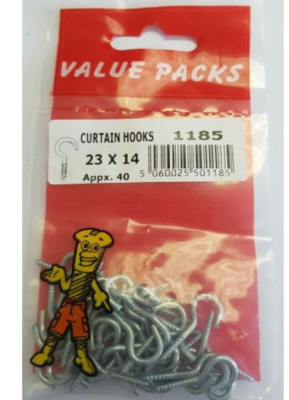 VALUE PACKS
CURTAIN HOOKS 1185
23 X 14
Appx. 40 5 060025 501185